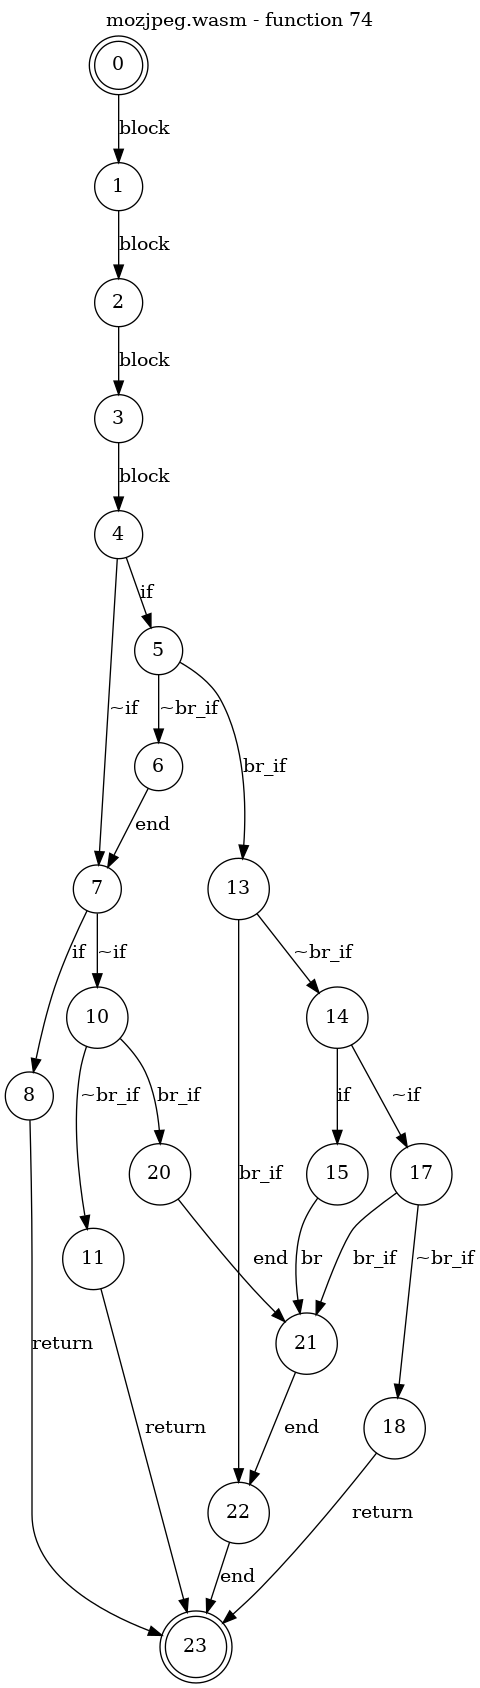 mozjpeg.wasm - function 74
0
block
1
block
2
block
3
block
4
if
5
~if
~br_if
br_if
6
end
7
13
if
~if
~br_if
10
14
8
~br_if
br_if
if
~if
20
br_if
15
17
11
end
br
br_if
~br_if
return
21
return
end
18
22
return
end
23